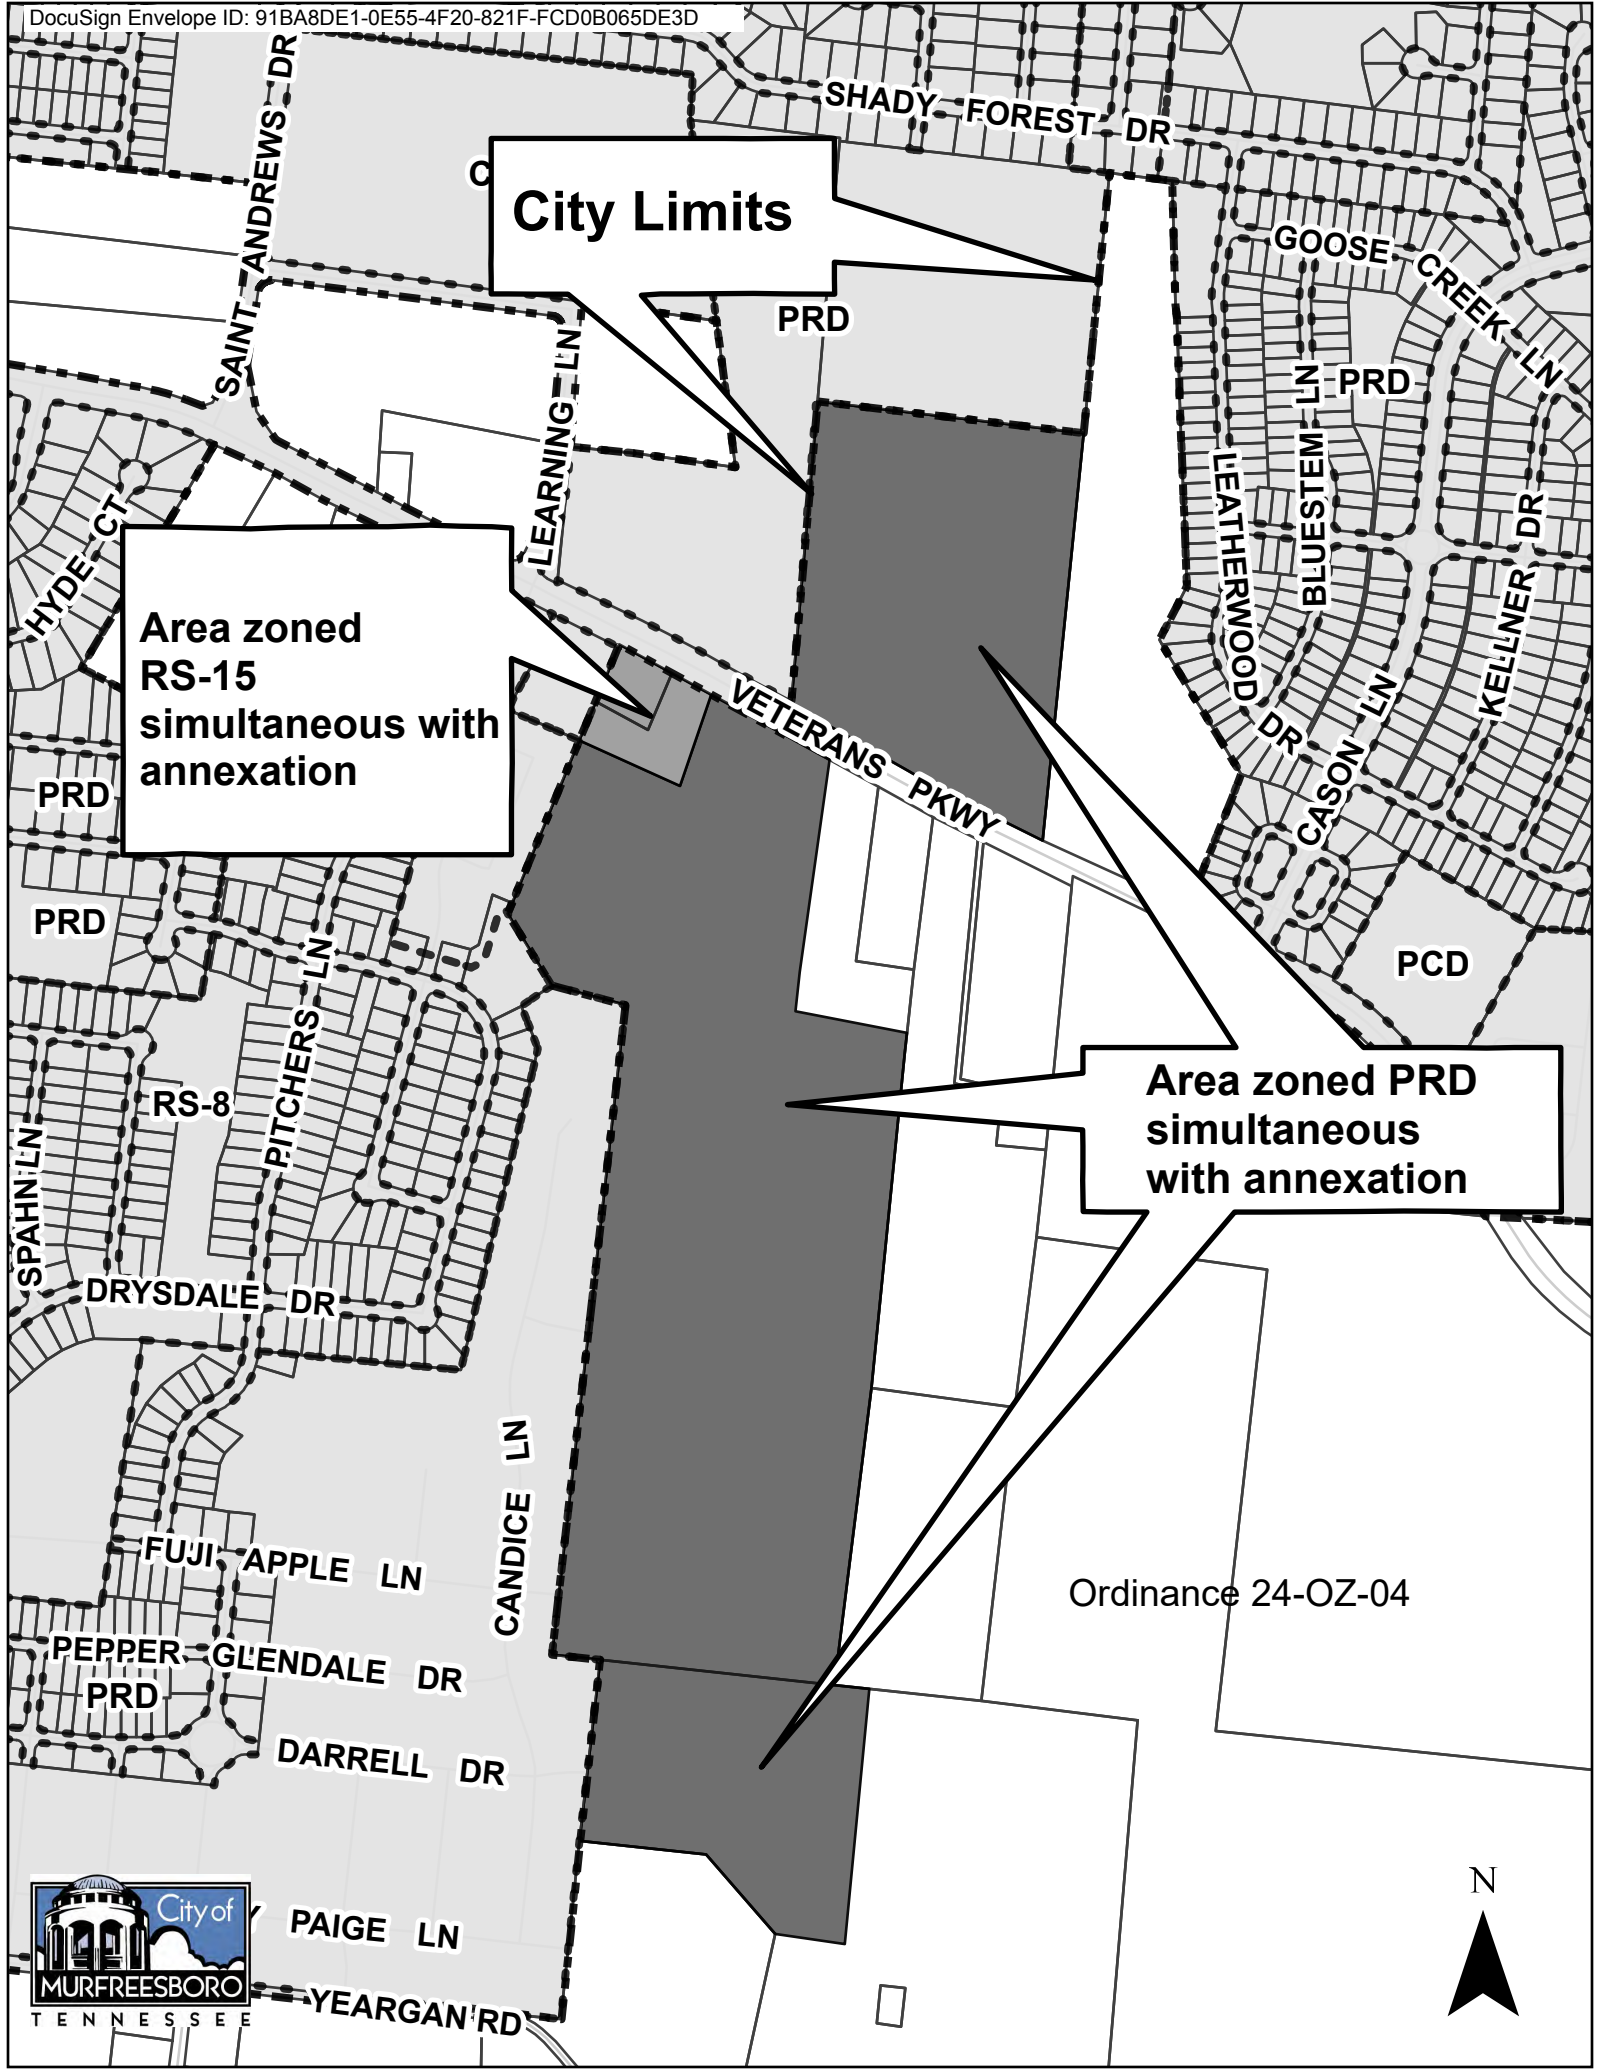 DocuSign Envelope ID: 91BA8DE1-0E55-4F20-821F-FCD0B065DE3D
SAINT ANDREWS DR
SHADY FOREST DR
C
City Limits
GOOSE CREEK LN
PRD
PRD
LEARNING LN
LEATHERWOOD DR
BLUESTEM LN
KELLNER DR
HYDE CT
Area zoned
RS-15
simultaneous with
annexation
VETERANS PKWY
CASON LN
PRD
PRD
PCD
PITCHERS LN
RS-8
SPAHN LN
Area zoned PRD
simultaneous
with annexation
DRYSDALE DR
CANDICE LN
FUJI APPLE LN
Ordinance 24-OZ-04
PEPPER GLENDALE DR
PRD
DARRELL DR
N
City of
MURFREESBORO
TENNESSEE
Y PAIGE LN
YEARGAN RD